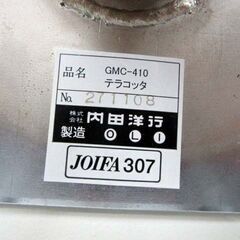 品名 GMC-410
テラコッタ
No. 271108
株式会社 内田洋行
製造 OLI
JOIFA 307